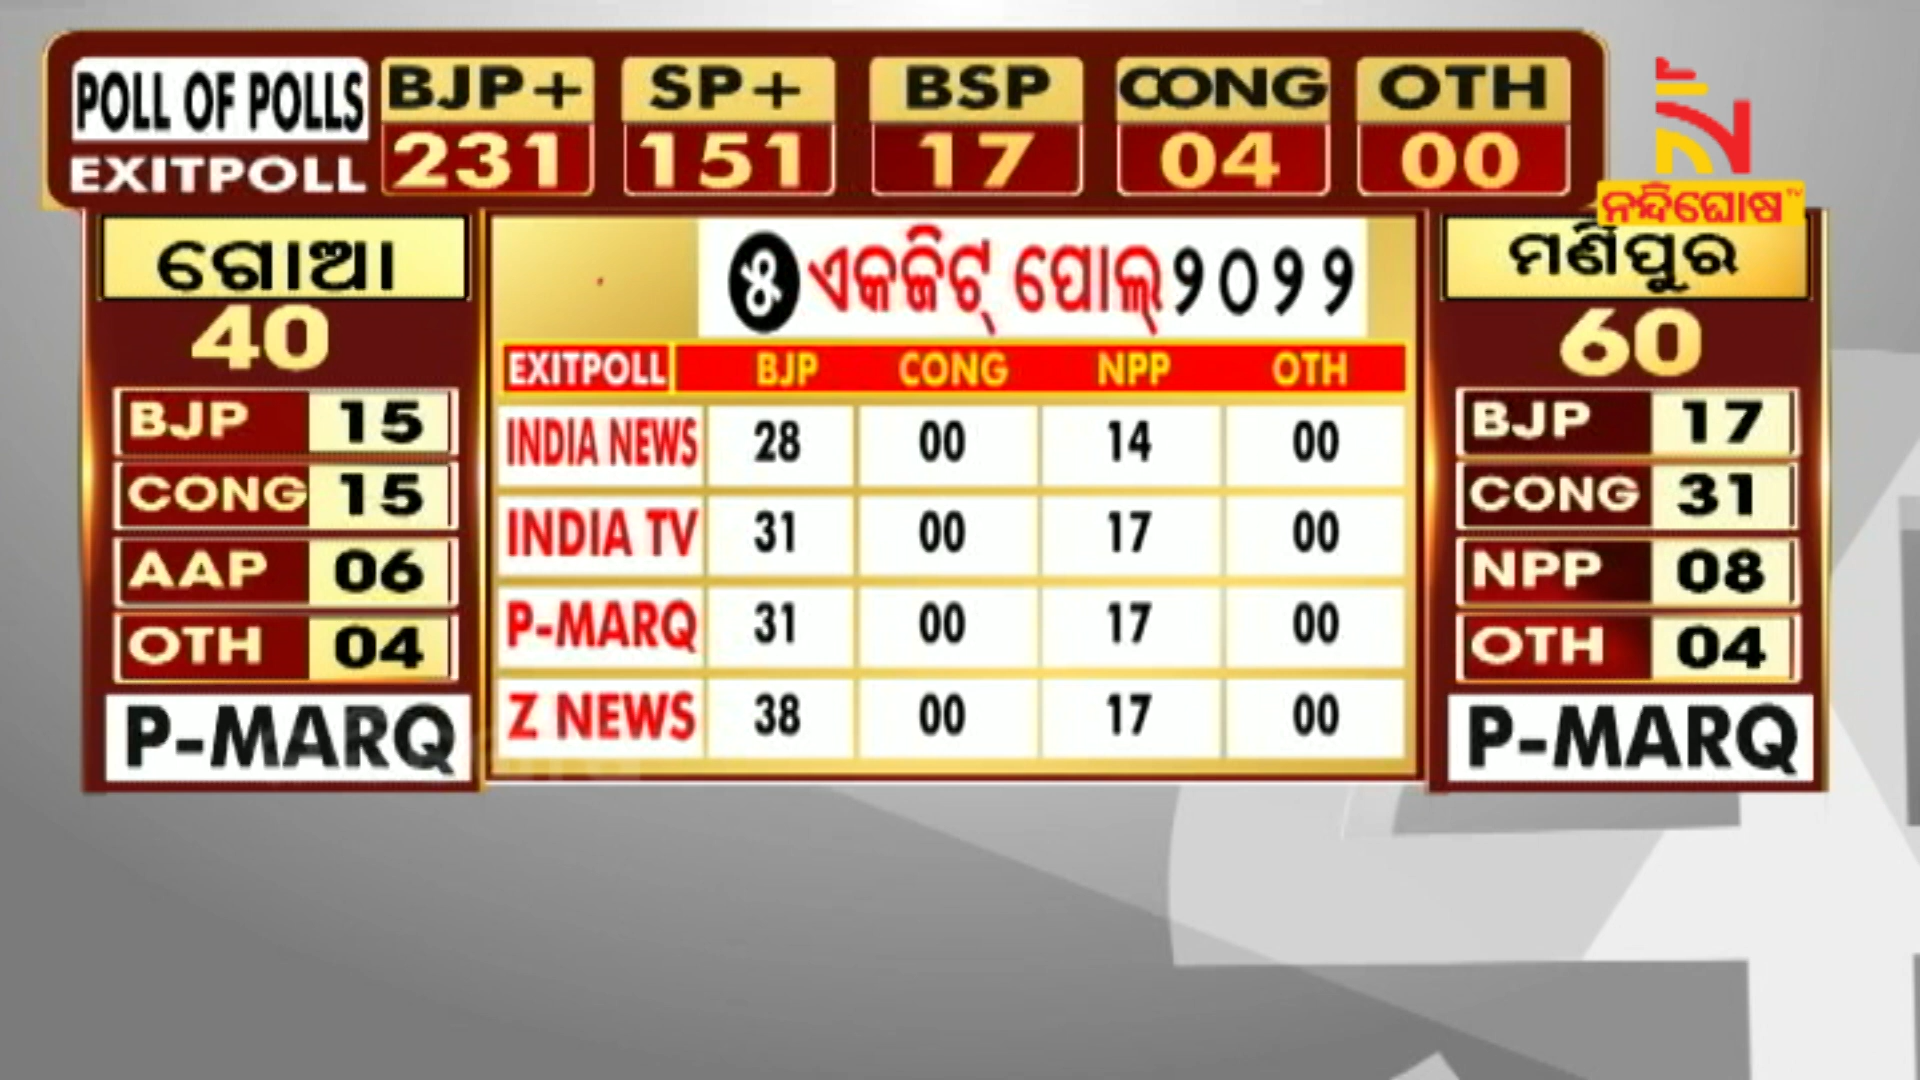 POLL OF POLLS
EXITPOLL
BJP+ SP+ BSP CONG OTH
231 151 17 04 00
ନନ୍ଦିଘୋଷ TV
ଗୋଆ
40
BJP 15
CONG 15
AAP 06
OTH 04
P-MARQ
୫ ଏକଜିଟ୍ ପୋଲ୍ ୨୦୨୨
EXITPOLL BJP CONG NPP OTH
INDIA NEWS 28 00 14 00
INDIA TV 31 00 17 00
P-MARQ 31 00 17 00
Z NEWS 38 00 17 00
ମଣିପୁର
60
BJP 17
CONG 31
NPP 08
OTH 04
P-MARQ